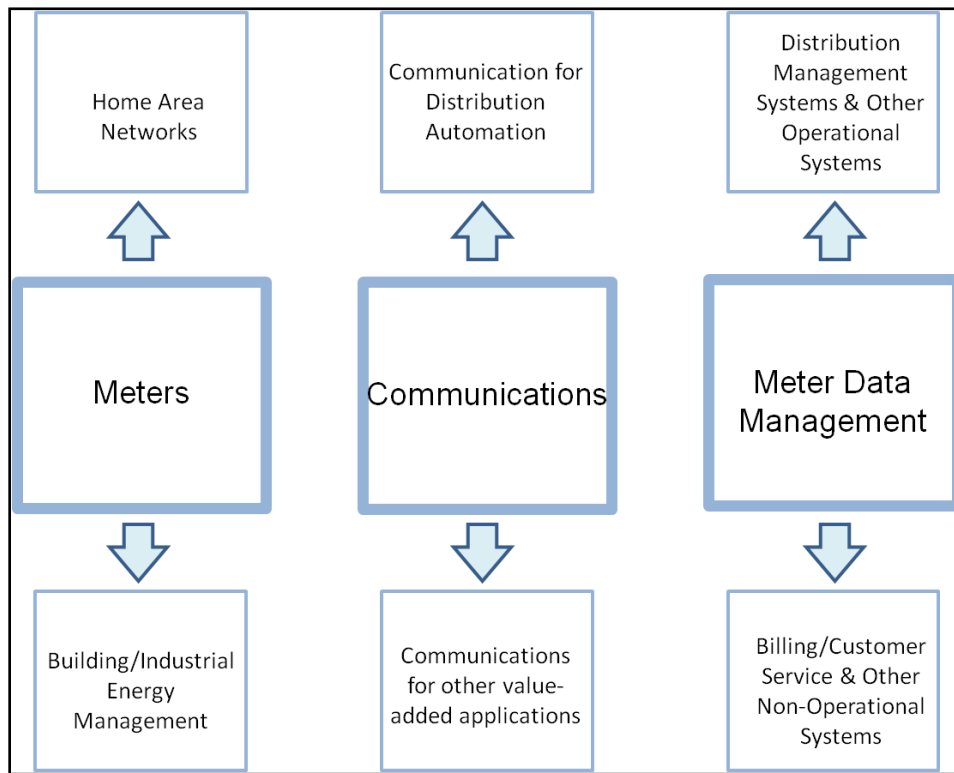 Home Area
Networks
Communication for
Distribution
Automation
Distribution
Management
Systems & Other
Operational
Systems
Meters
Communications
Meter Data
Management
Building/Industrial
Energy
Management
Communications
for other value-
added applications
Billing/Customer
Service & Other
Non-Operational
Systems